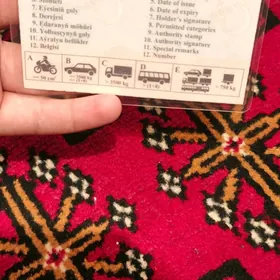 5. Date of issue
7. Eýesiniň goly
6. Date of expiry
8. Derejesi
7. Holder's signature
9. Edaranyň möhüri
8. Permitted categories
10. Ýolbaşçynyň goly
9. Authority stamp
11. Aýratyn bellikler
10. Authority signature
12. Belgisi
11. Special remarks
12. Number
A B C D E